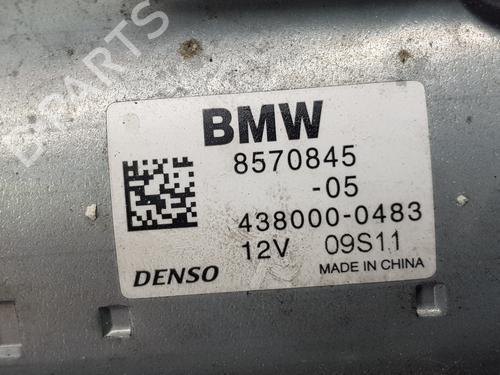 B-PARTS
BMW
8570845
-05
438000-0483
12V 09S11
DENSO
MADE IN CHINA